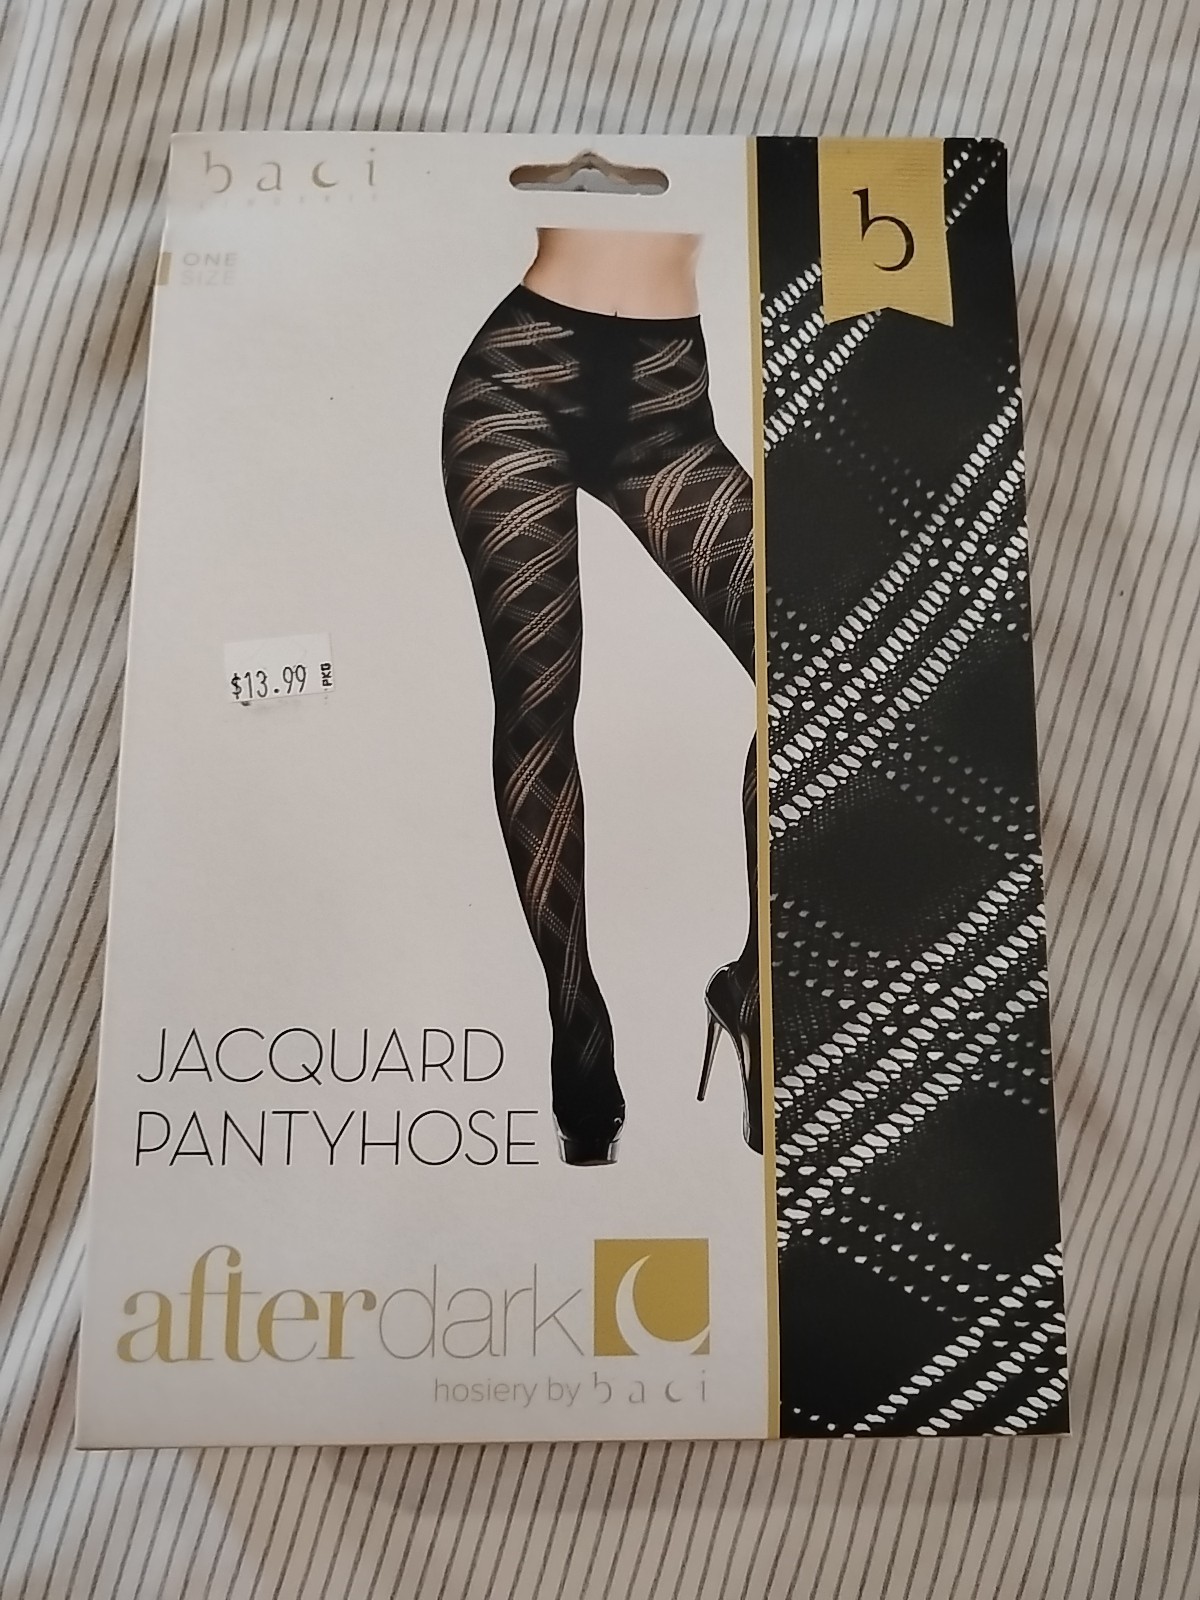 baci
b
ONE
SIZE
$13.99 PKG
JACQUARD
PANTYHOSE
afterdark
hosiery by baci